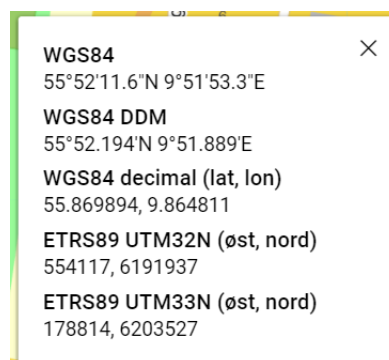 WGS84
55°52'11.6"N 9°51'53.3"E
WGS84 DDM
55°52.194'N 9°51.889'E
WGS84 decimal (lat, lon)
55.869894, 9.864811
ETRS89 UTM32N (øst, nord)
554117, 6191937
ETRS89 UTM33N (øst, nord)
178814, 6203527